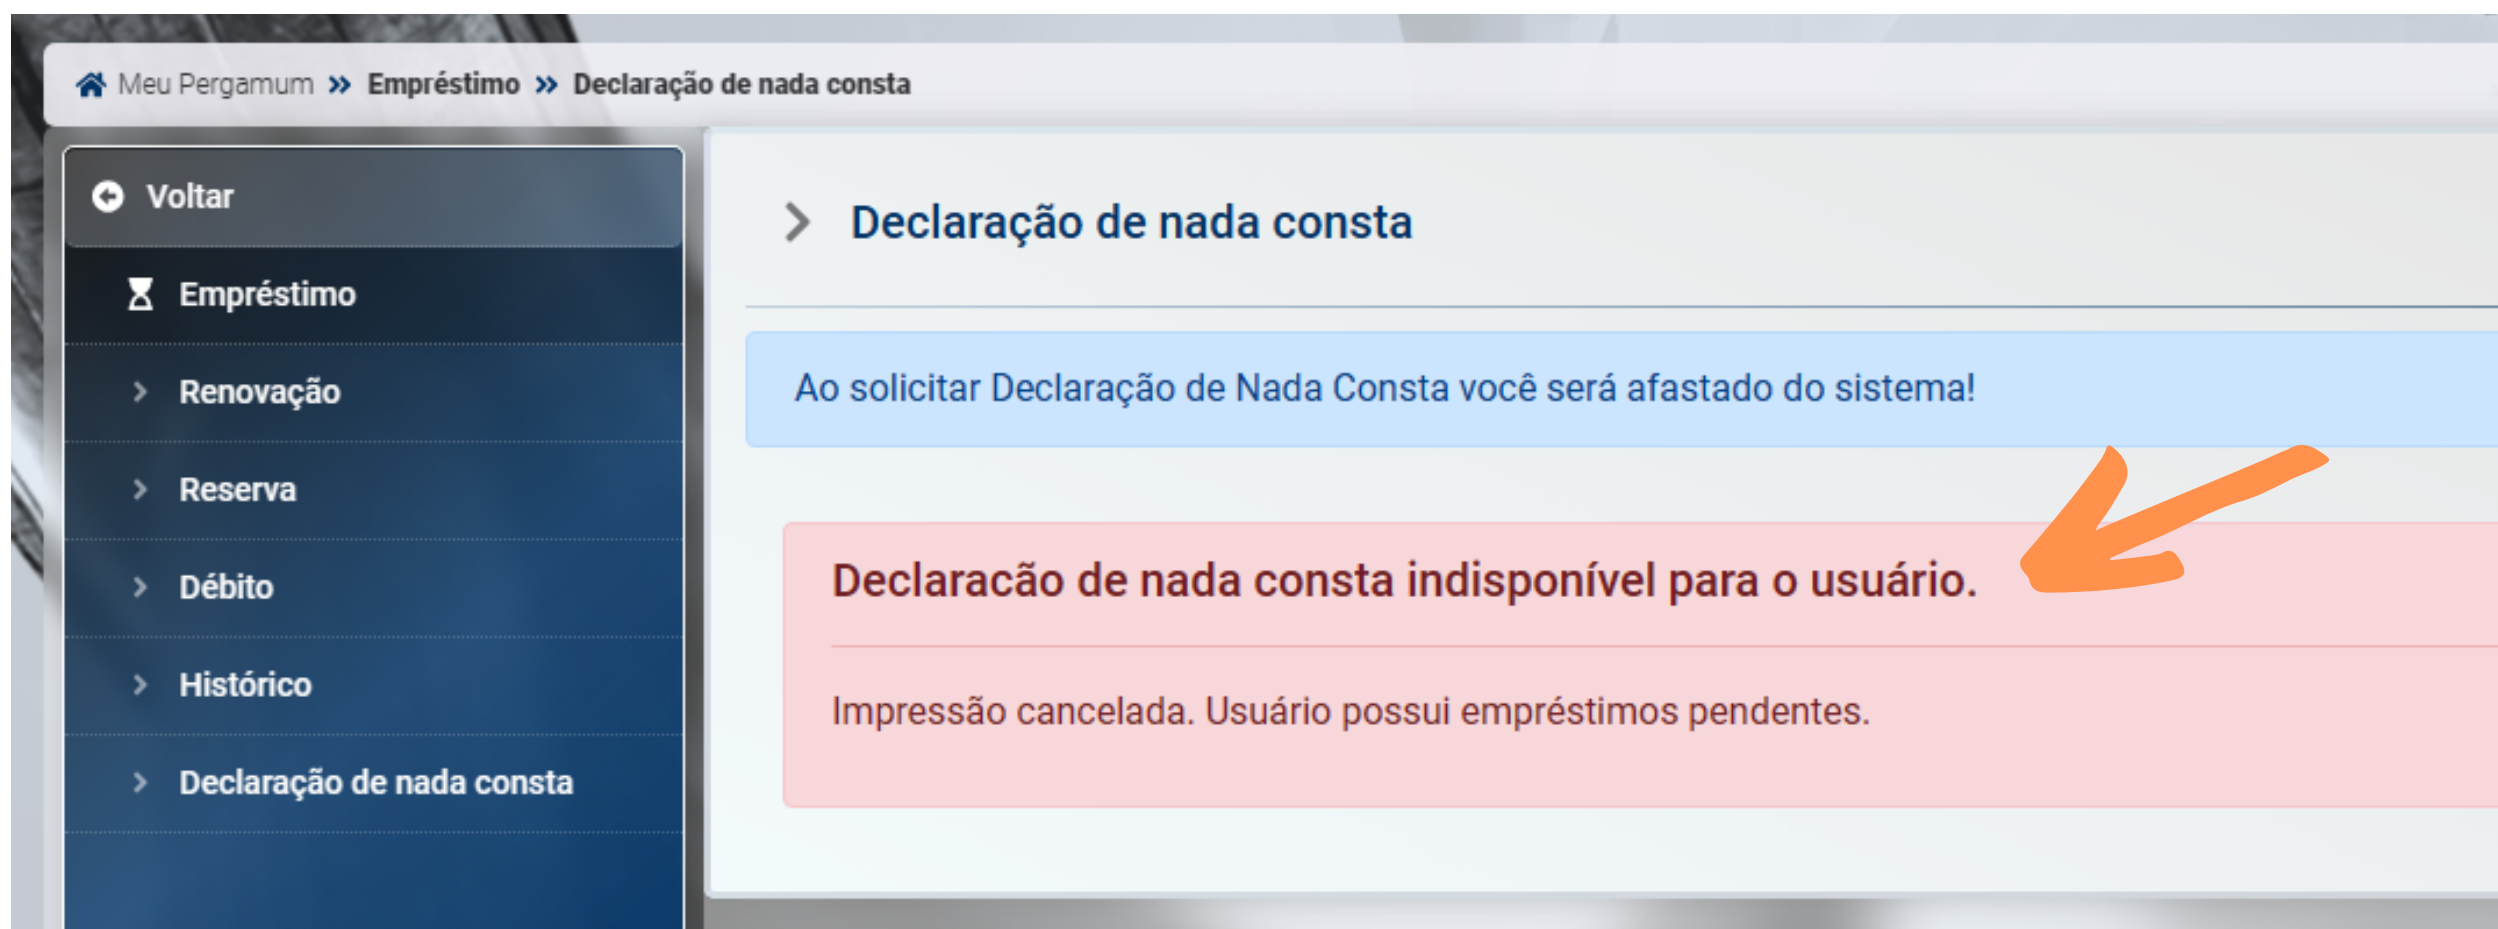 Meu Pergamum » Empréstimo » Declaração de nada consta
Voltar
Empréstimo
Renovação
Reserva
Débito
Histórico
Declaração de nada consta
Declaração de nada consta
Ao solicitar Declaração de Nada Consta você será afastado do sistema!
Declaracão de nada consta indisponível para o usuário.
Impressão cancelada. Usuário possui empréstimos pendentes.